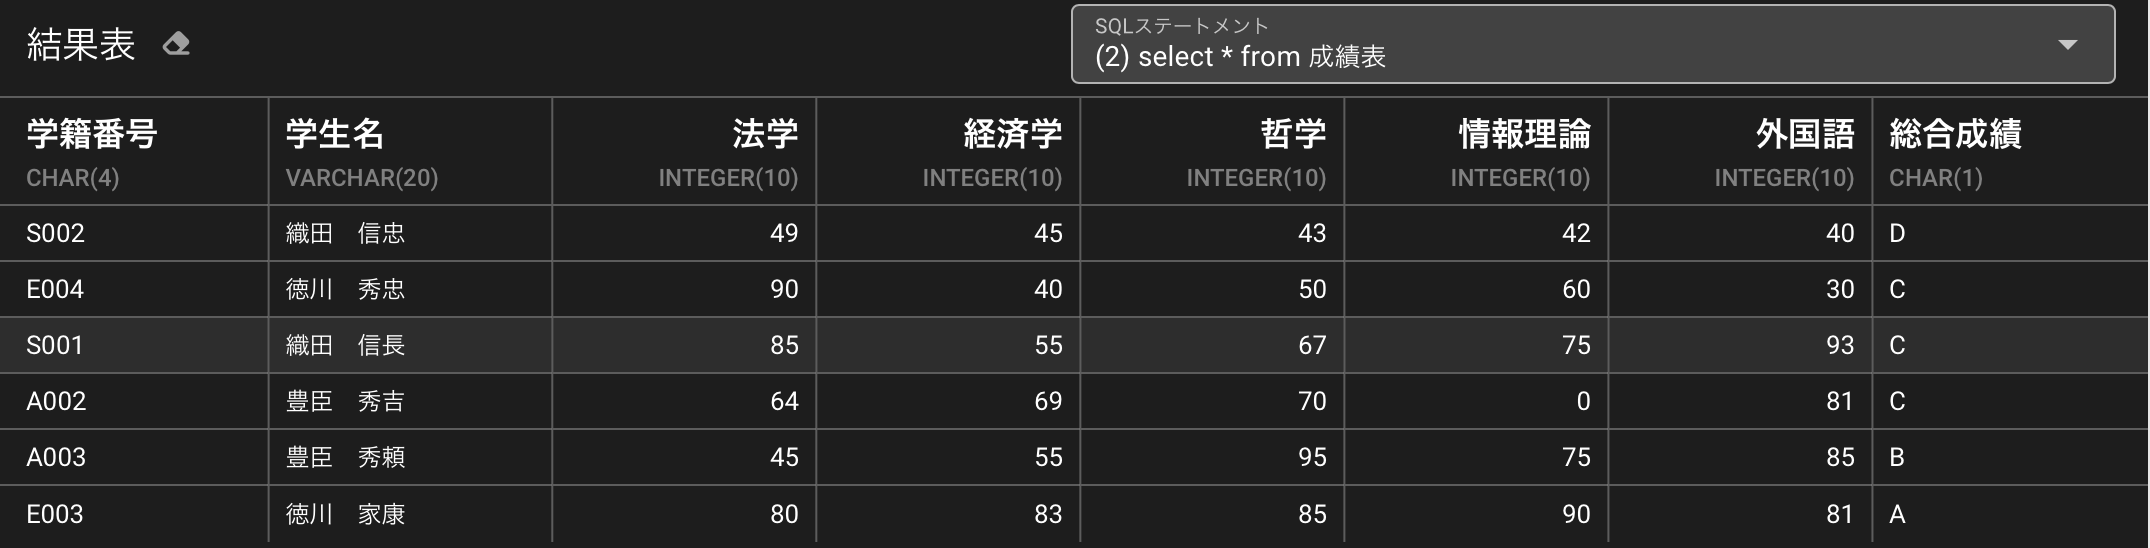 結果表
SQLステートメント
(2) select * from 成績表
学籍番号 学生名 法学 経済学 哲学 情報理論 外国語 総合成績
CHAR(4) VARCHAR(20) INTEGER(10) INTEGER(10) INTEGER(10) INTEGER(10) INTEGER(10) CHAR(1)
S002 織田　信忠 49 45 43 42 40 D
E004 徳川　秀忠 90 40 50 60 30 C
S001 織田　信長 85 55 67 75 93 C
A002 豊臣　秀吉 64 69 70 0 81 C
A003 豊臣　秀頼 45 55 95 75 85 B
E003 徳川　家康 80 83 85 90 81 A